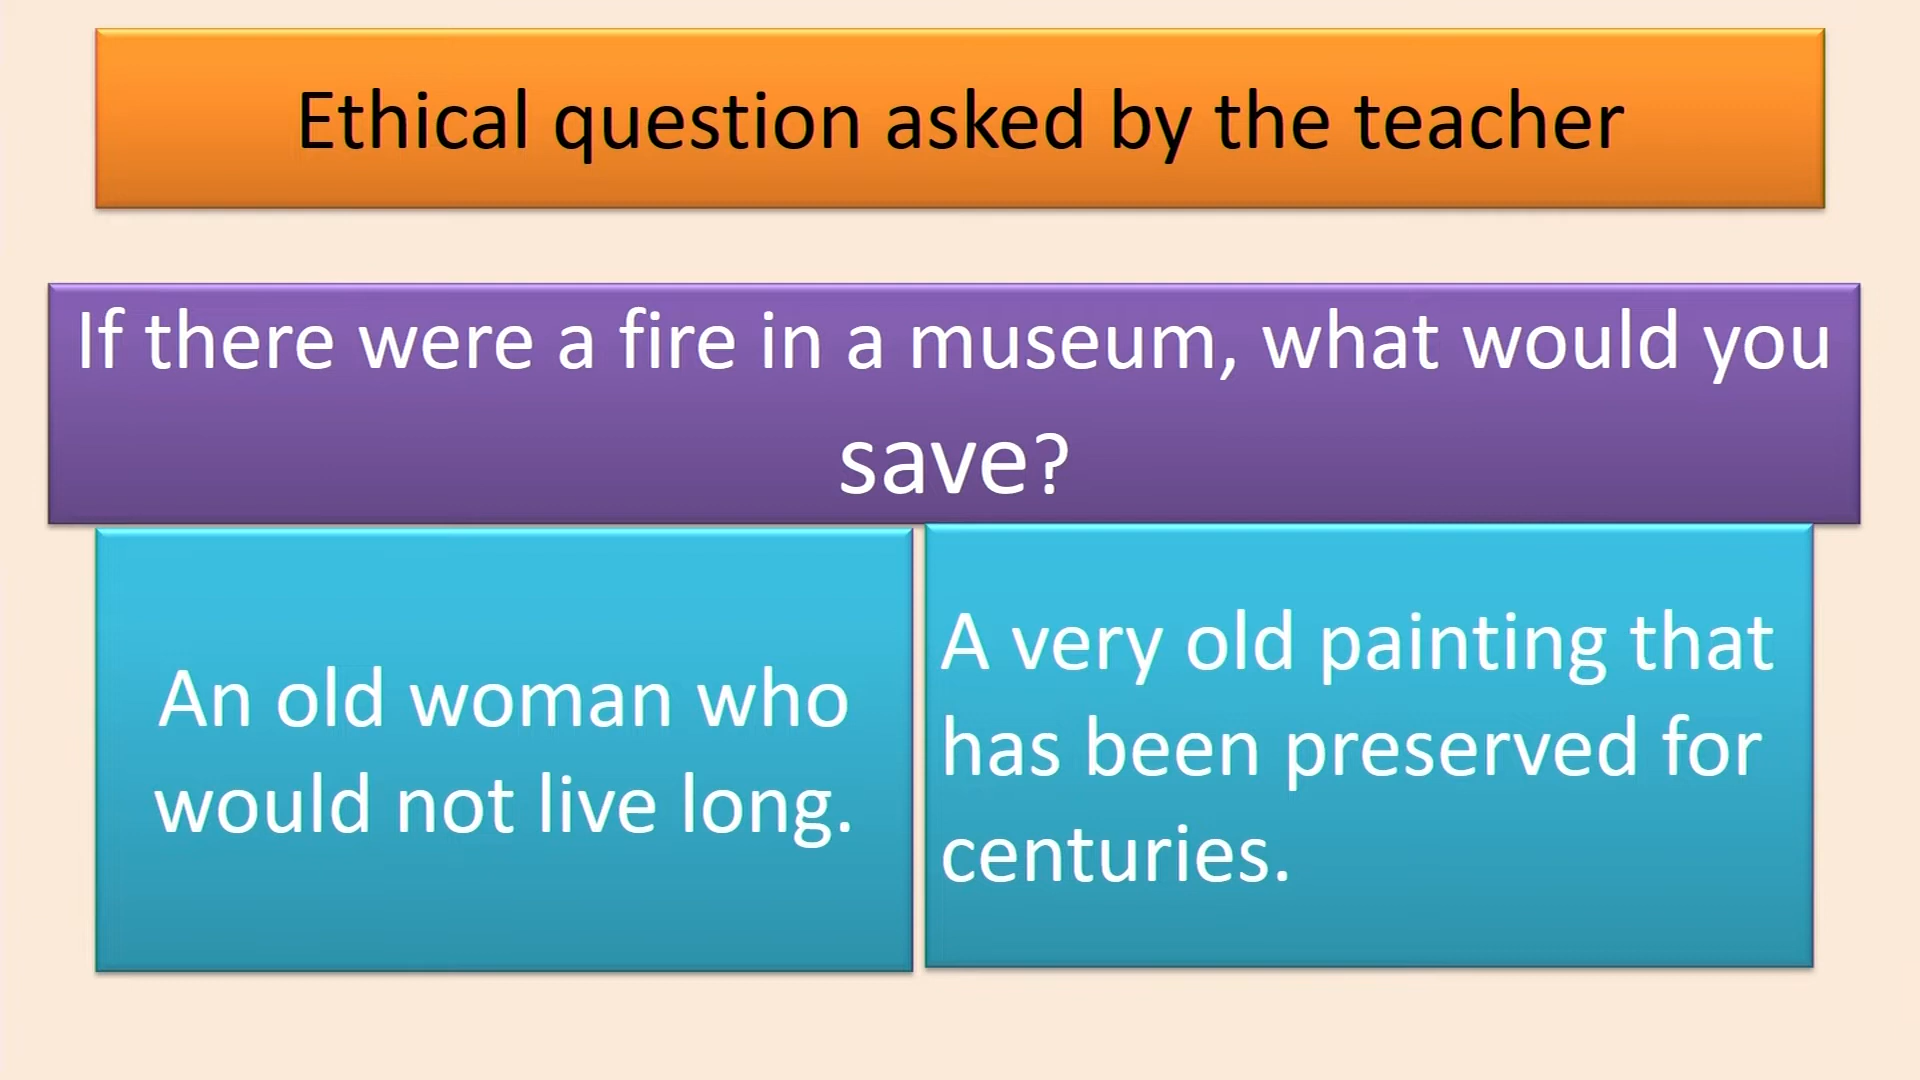 Ethical question asked by the teacher
If there were a fire in a museum, what would you
save?
An old woman who
would not live long.
A very old painting that
has been preserved for
centuries.